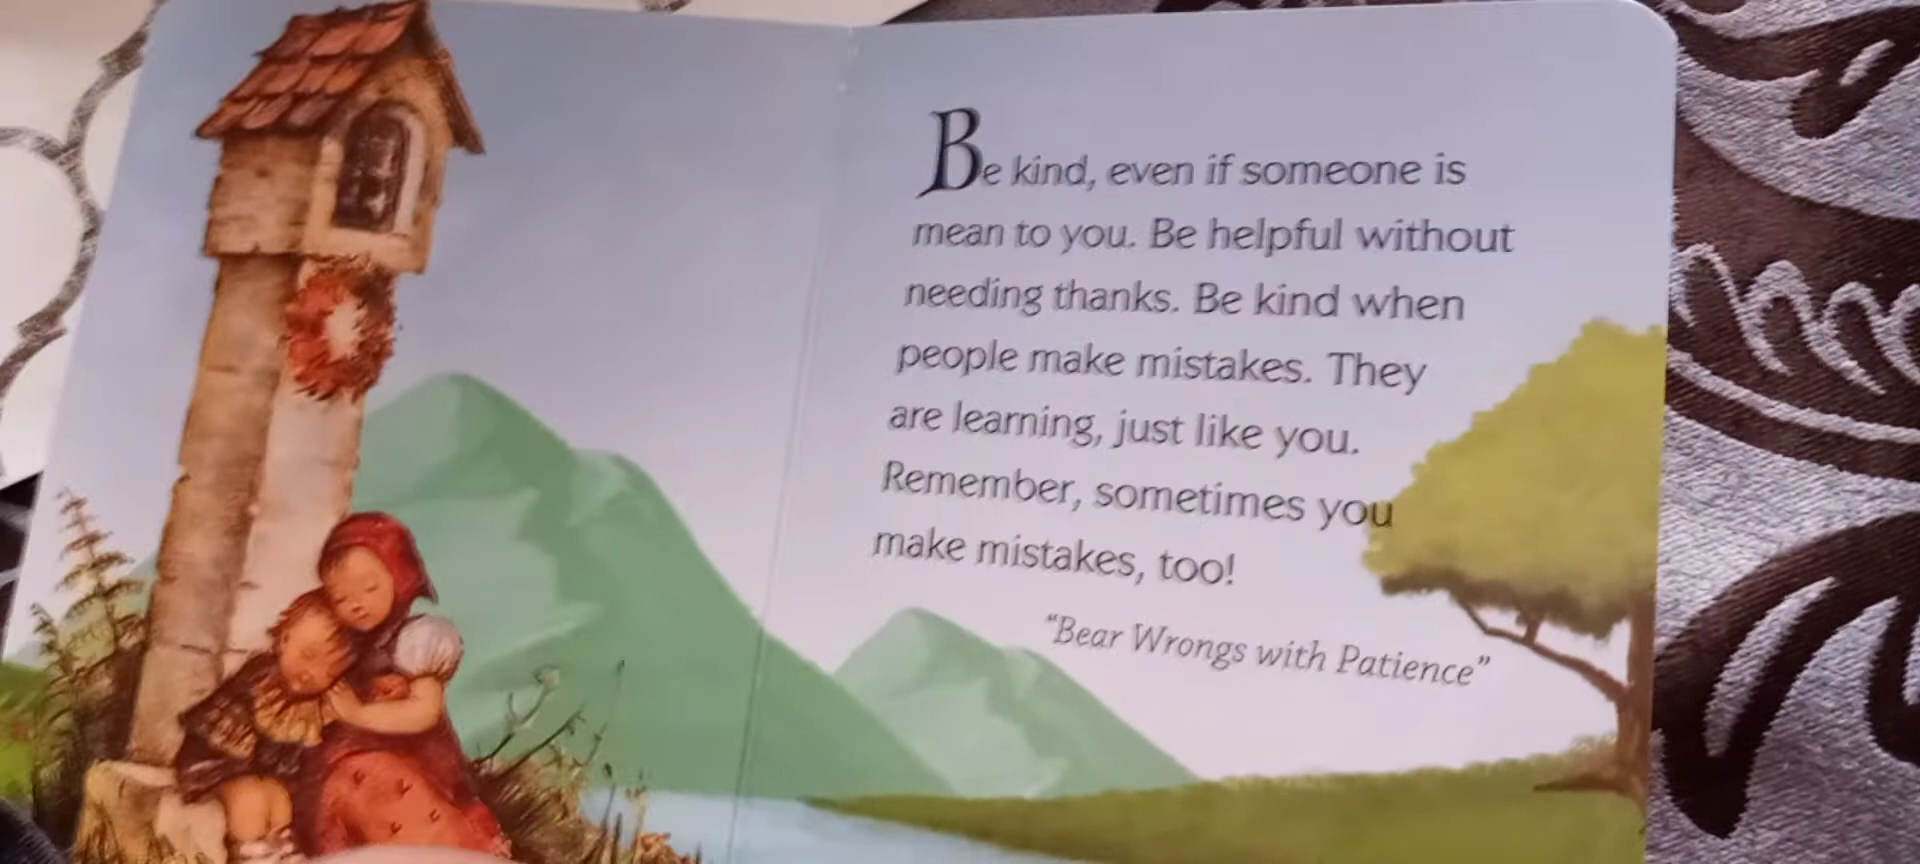 Be kind, even if someone is
mean to you. Be helpful without
needing thanks. Be kind when
people make mistakes. They
are learning, just like you.
Remember, sometimes you
make mistakes, too!
“Bear Wrongs with Patience”